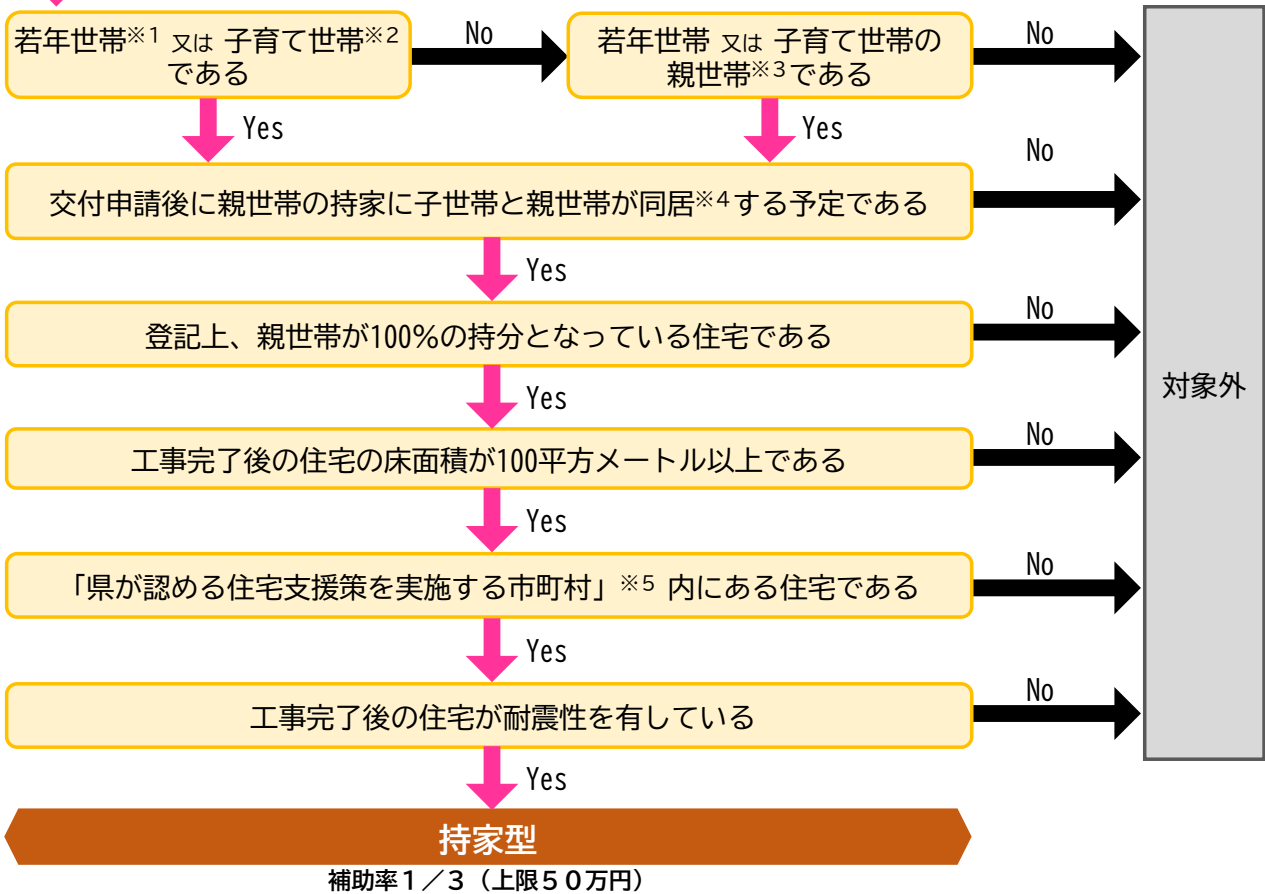 若年世帯※1 又は 子育て世帯※2
である
No
若年世帯 又は 子育て世帯の
親世帯※3である
No
Yes
Yes
交付申請後に親世帯の持家に子世帯と親世帯が同居※4する予定である
No
Yes
登記上、親世帯が100%の持分となっている住宅である
No
Yes
対象外
工事完了後の住宅の床面積が100平方メートル以上である
No
Yes
「県が認める住宅支援策を実施する市町村」※5 内にある住宅である
No
Yes
工事完了後の住宅が耐震性を有している
No
Yes
持家型
補助率1/3(上限50万円)